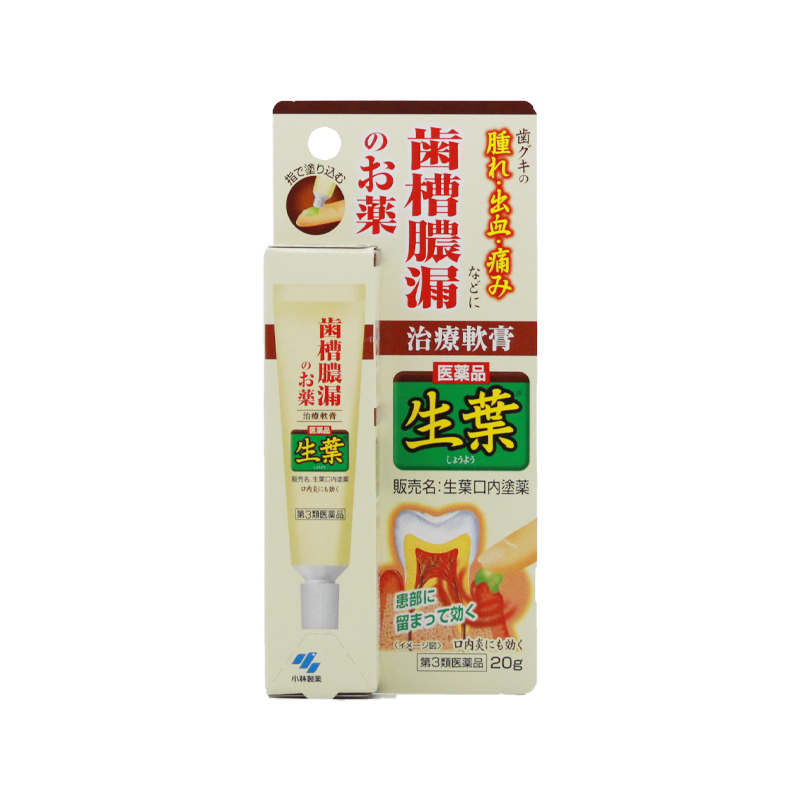 歯グキの
腫れ・出血・痛み
などに
歯槽膿漏
のお薬
指で塗り込む
治療軟膏
医薬品
生葉
しょうよう
販売名:生葉口内塗薬
患部に
留まって効く
〈イメージ図〉
口内炎にも効く
第3類医薬品
20g
歯槽膿漏
のお薬
治療軟膏
医薬品
生葉
販売名:生葉口内塗薬
口内炎にも効く
第3類医薬品
小林製薬